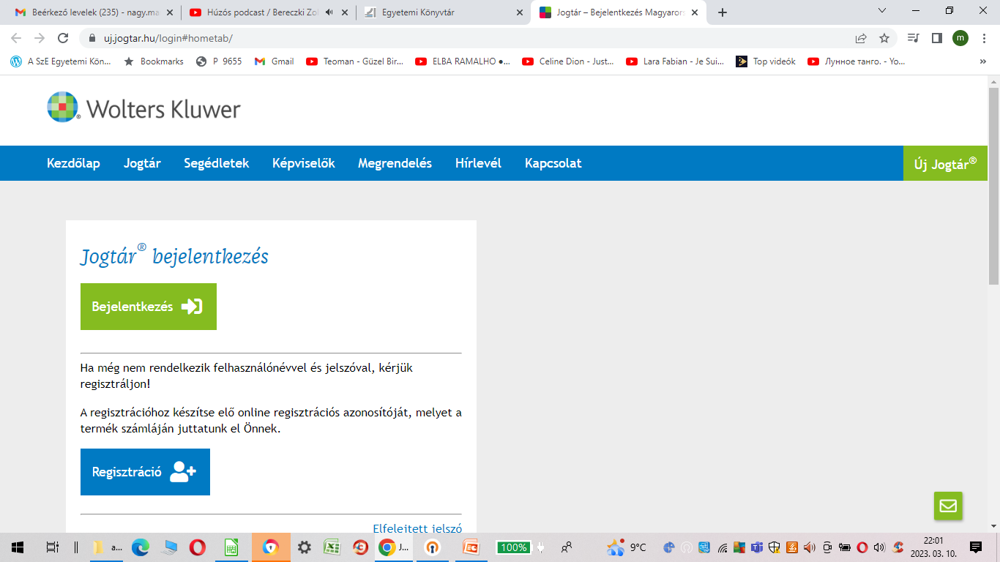 Beérkező levelek (235) - nagy.ma
Húzós podcast / Bereczki Zol
Egyetemi Könyvtár
Jogtár – Bejelentkezés Magyarors
uj.jogtar.hu/login#hometab/
m
A SzE Egyetemi Kön...
Bookmarks
P 9655
Gmail
Teoman - Güzel Bir...
ELBA RAMALHO ●...
Celine Dion - Just...
Lara Fabian - Je Sui...
Top videók
Лунное танго. - Yo...
»
Wolters Kluwer
Kezdőlap
Jogtár
Segédletek
Képviselők
Megrendelés
Hírlevél
Kapcsolat
Új Jogtár®
Jogtár® bejelentkezés
Bejelentkezés
Ha még nem rendelkezik felhasználónévvel és jelszóval, kérjük
regisztráljon!
A regisztrációhoz készítse elő online regisztrációs azonosítóját, melyet a
termék számláján juttatunk el Önnek.
Regisztráció
Elfelejtett jelszó
a...
J...
100%
9°C
22:01
2023. 03. 10.